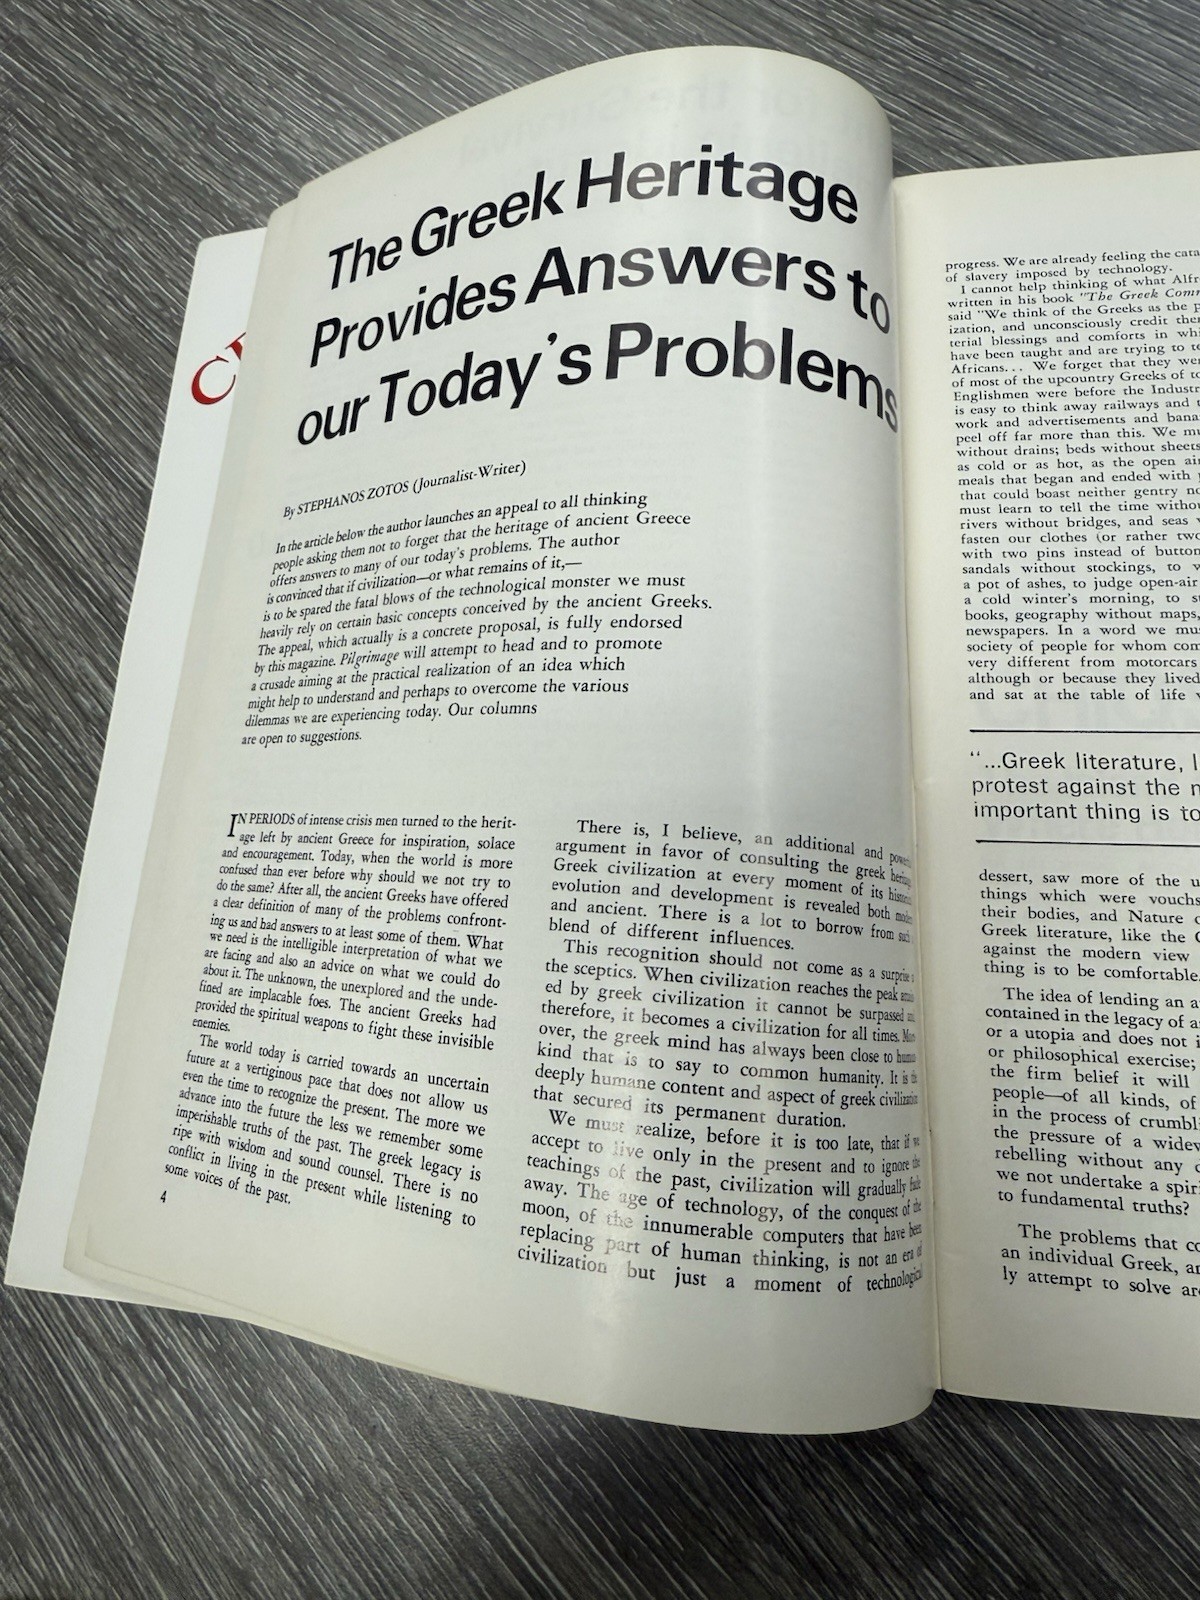 The Greek Heritage
Provides Answers to
our Today's Problems
By STEPHANOS ZOTOS (Journalist-Writer)
In the article below the author launches an appeal to all thinking
people asking them not to forget that the heritage of ancient Greece
offers answers to many of our today's problems. The author
is convinced that if civilization—or what remains of it,—
is to be spared the fatal blows of the technological monster we must
heavily rely on certain basic concepts conceived by the ancient Greeks.
The appeal, which actually is a concrete proposal, is fully endorsed
by this magazine. Pilgrimage will attempt to head and to promote
a crusade aiming at the practical realization of an idea which
might help to understand and perhaps to overcome the various
dilemmas we are experiencing today. Our columns
are open to suggestions.
IN PERIODS of intense crisis men turned to the herit-
age left by ancient Greece for inspiration, solace
and encouragement. Today, when the world is more
confused than ever before why should we not try to
do the same? After all, the ancient Greeks have offered
a clear definition of many of the problems confront-
ing us and had answers to at least some of them. What
we need is the intelligible interpretation of what we
are facing and also an advice on what we could do
about it. The unknown, the unexplored and the unde-
fined are implacable foes. The ancient Greeks had
provided the spiritual weapons to fight these invisible
enemies.
The world today is carried towards an uncertain
future at a vertiginous pace that does not allow us
even the time to recognize the present. The more we
advance into the future the less we remember some
imperishable truths of the past. The greek legacy is
ripe with wisdom and sound counsel. There is no
conflict in living in the present while listening to
some voices of the past.
4
There is, I believe, an additional and
argument in favor of consulting the greek
Greek civilization at every moment of its
evolution and development is revealed both
and ancient. There is a lot to borrow from such
blend of different influences.
This recognition should not come as a surprise
the sceptics. When civilization reaches the peak
ed by greek civilization it cannot be surpassed
therefore, it becomes a civilization for all times.
over, the greek mind has always been close to
kind that is to say to common humanity. It is the
deeply humane content and aspect of greek civilization
that secured its permanent duration.
We must realize, before it is too late, that if we
accept to live only in the present and to ignore the
teachings of the past, civilization will gradually fade
away. The age of technology, of the conquest of the
moon, of the innumerable computers that have been
replacing part of human thinking, is not an era of
civilization but just a moment of technological
progress. We are already feeling the
of slavery imposed by technology.
I cannot help thinking of what
written in his book "The Greek
said "We think of the Greeks as the
ization, and unconsciously credit
terial blessings and comforts in
have been taught and are trying to
Africans... We forget that they
of most of the upcountry Greeks of
Englishmen were before the
is easy to think away railways and
work and advertisements and
peel off far more than this. We
without drains; beds without sheets
as cold or as hot, as the open
meals that began and ended with
that could boast neither gentry
must learn to tell the time
rivers without bridges, and seas
fasten our clothes (or rather
with two pins instead of
sandals without stockings, to
a pot of ashes, to judge open-air
a cold winter's morning, to
books, geography without maps,
newspapers. In a word we
society of people for whom
very different from motorcars
although or because they lived
and sat at the table of life
"...Greek literature,
protest against the
important thing is to
dessert, saw more of the
things which were
their bodies, and Nature
Greek literature, like the
against the modern view
thing is to be comfortable.
The idea of lending an
contained in the legacy of
or a utopia and does not
or philosophical exercise;
the firm belief it will
people—of all kinds, of
in the process of
the pressure of a
rebelling without any
we not undertake a
to fundamental truths?
The problems that
an individual Greek,
ly attempt to solve